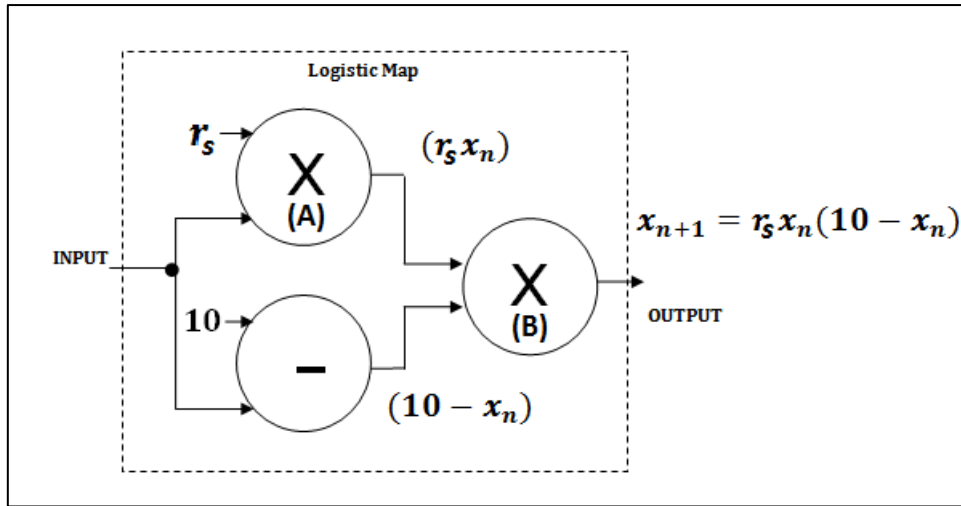 Logistic Map
r_s
X
(A)
(r_s x_n)
INPUT
10
−
(10 − x_n)
X
(B)
x_{n+1} = r_s x_n(10 − x_n)
OUTPUT